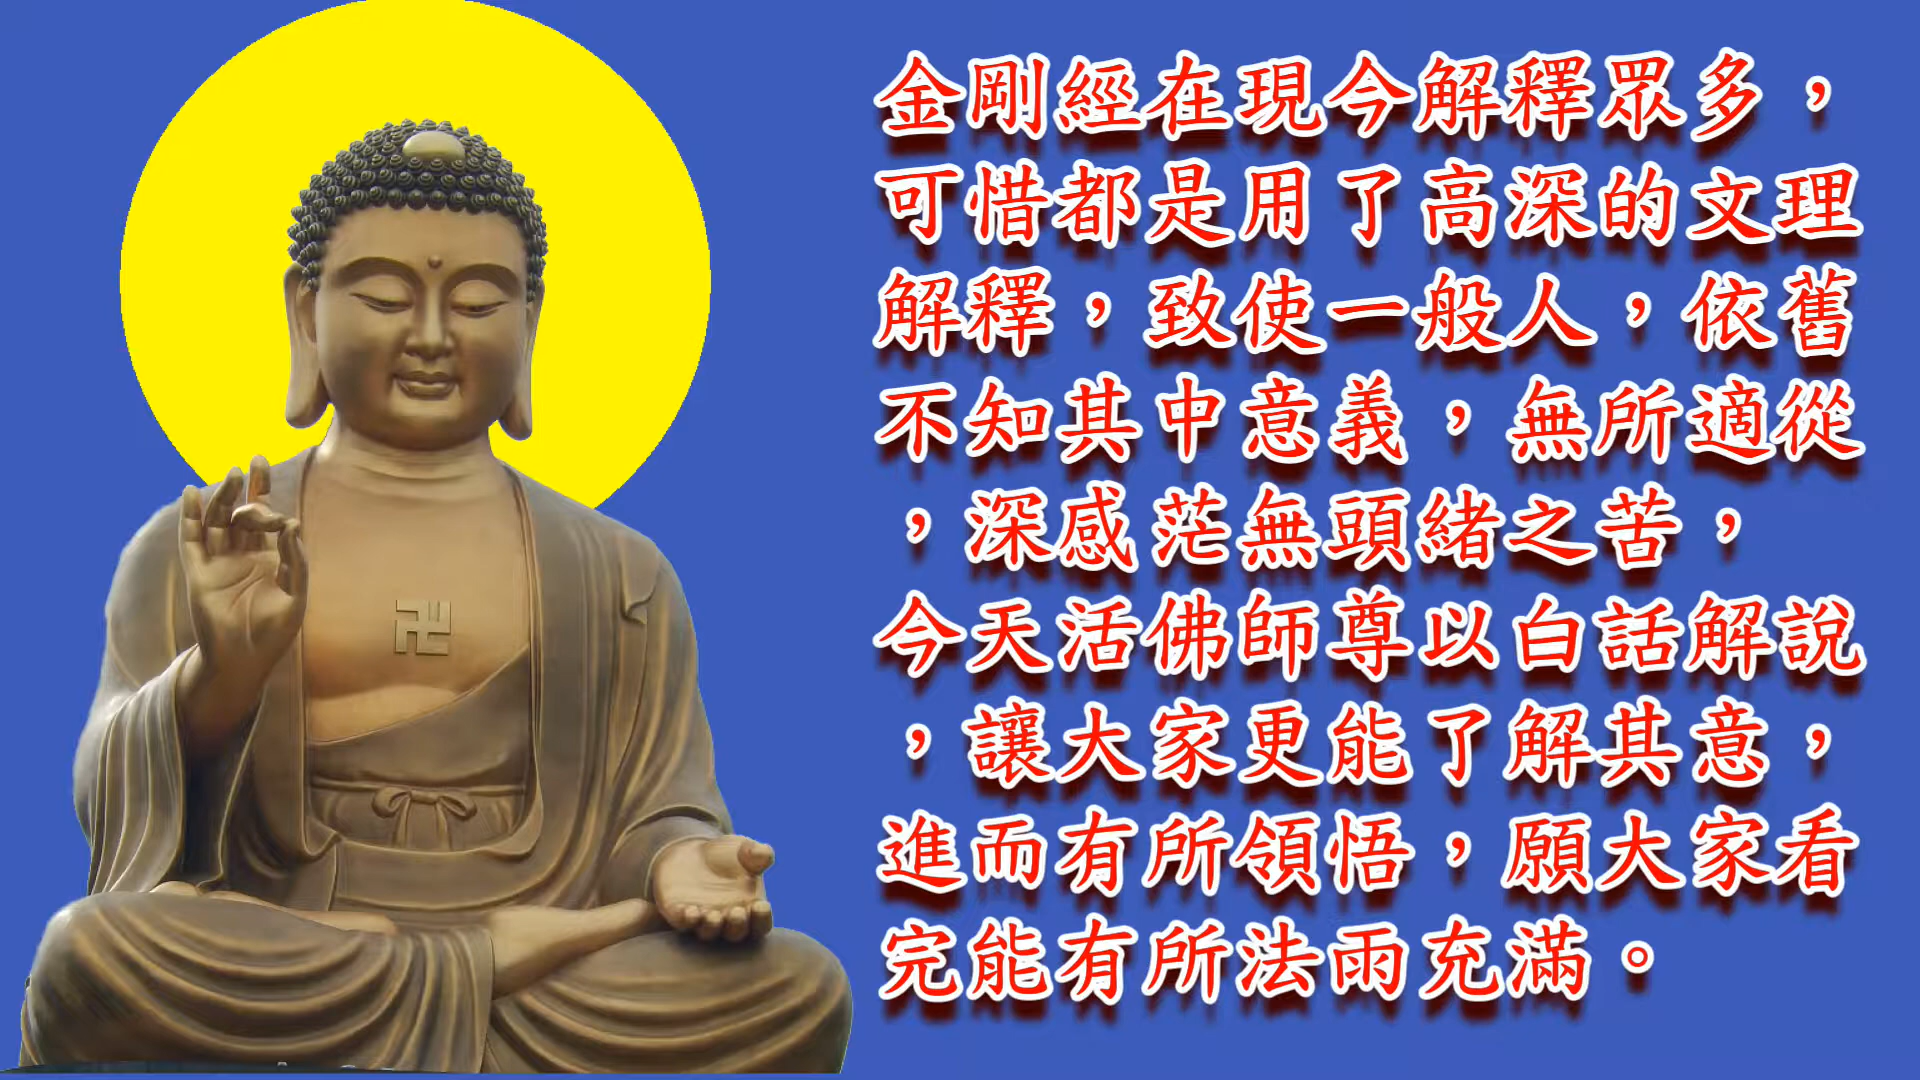 金剛經在現今解釋眾多，
可惜都是用了高深的文理
解釋，致使一般人，依舊
不知其中意義，無所適從
，深感茫無頭緒之苦，
今天活佛師尊以白話解說
，讓大家更能了解其意，
進而有所領悟，願大家看
完能有所法雨充滿。
卍